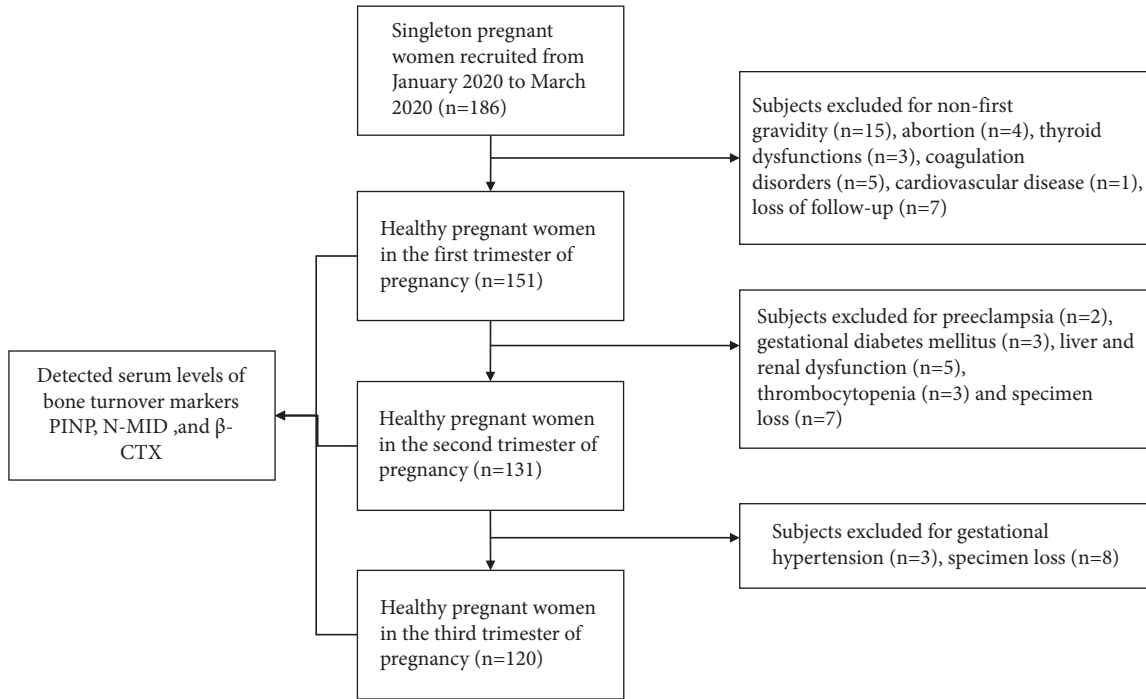 Singleton pregnant
women recruited from
January 2020 to March
2020 (n=186)
Subjects excluded for non-first
gravidity (n=15), abortion (n=4), thyroid
dysfunctions (n=3), coagulation
disorders (n=5), cardiovascular disease (n=1),
loss of follow-up (n=7)
Healthy pregnant women
in the first trimester of
pregnancy (n=151)
Subjects excluded for preeclampsia (n=2),
gestational diabetes mellitus (n=3), liver and
renal dysfunction (n=5),
thrombocytopenia (n=3) and specimen
loss (n=7)
Detected serum levels of
bone turnover markers
PINP, N-MID ,and β-
CTX
Healthy pregnant women
in the second trimester of
pregnancy (n=131)
Subjects excluded for gestational
hypertension (n=3), specimen loss (n=8)
Healthy pregnant women
in the third trimester of
pregnancy (n=120)